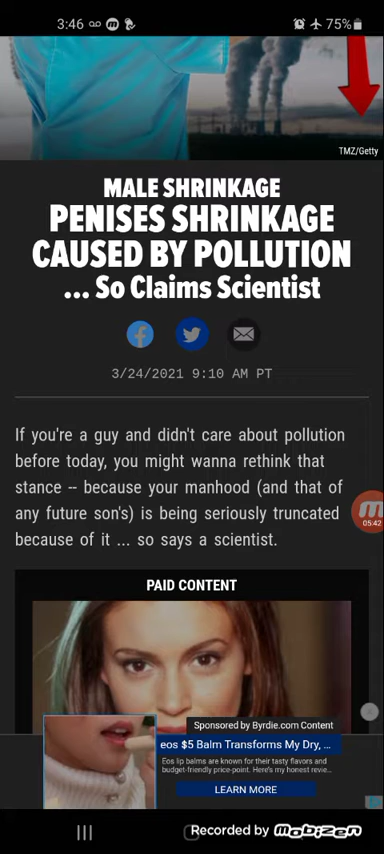 3:46
75%
TMZ/Getty
MALE SHRINKAGE
PENISES SHRINKAGE
CAUSED BY POLLUTION
... So Claims Scientist
3/24/2021 9:10 AM PT
If you're a guy and didn't care about pollution
before today, you might wanna rethink that
stance -- because your manhood (and that of
any future son's) is being seriously truncated
because of it ... so says a scientist.
05:42
PAID CONTENT
Sponsored by Byrdie.com Content
eos $5 Balm Transforms My Dry, ...
Eos lip balms are known for their tasty flavors and
budget-friendly price-point. Here's my honest revie...
LEARN MORE
Recorded by Mobizen